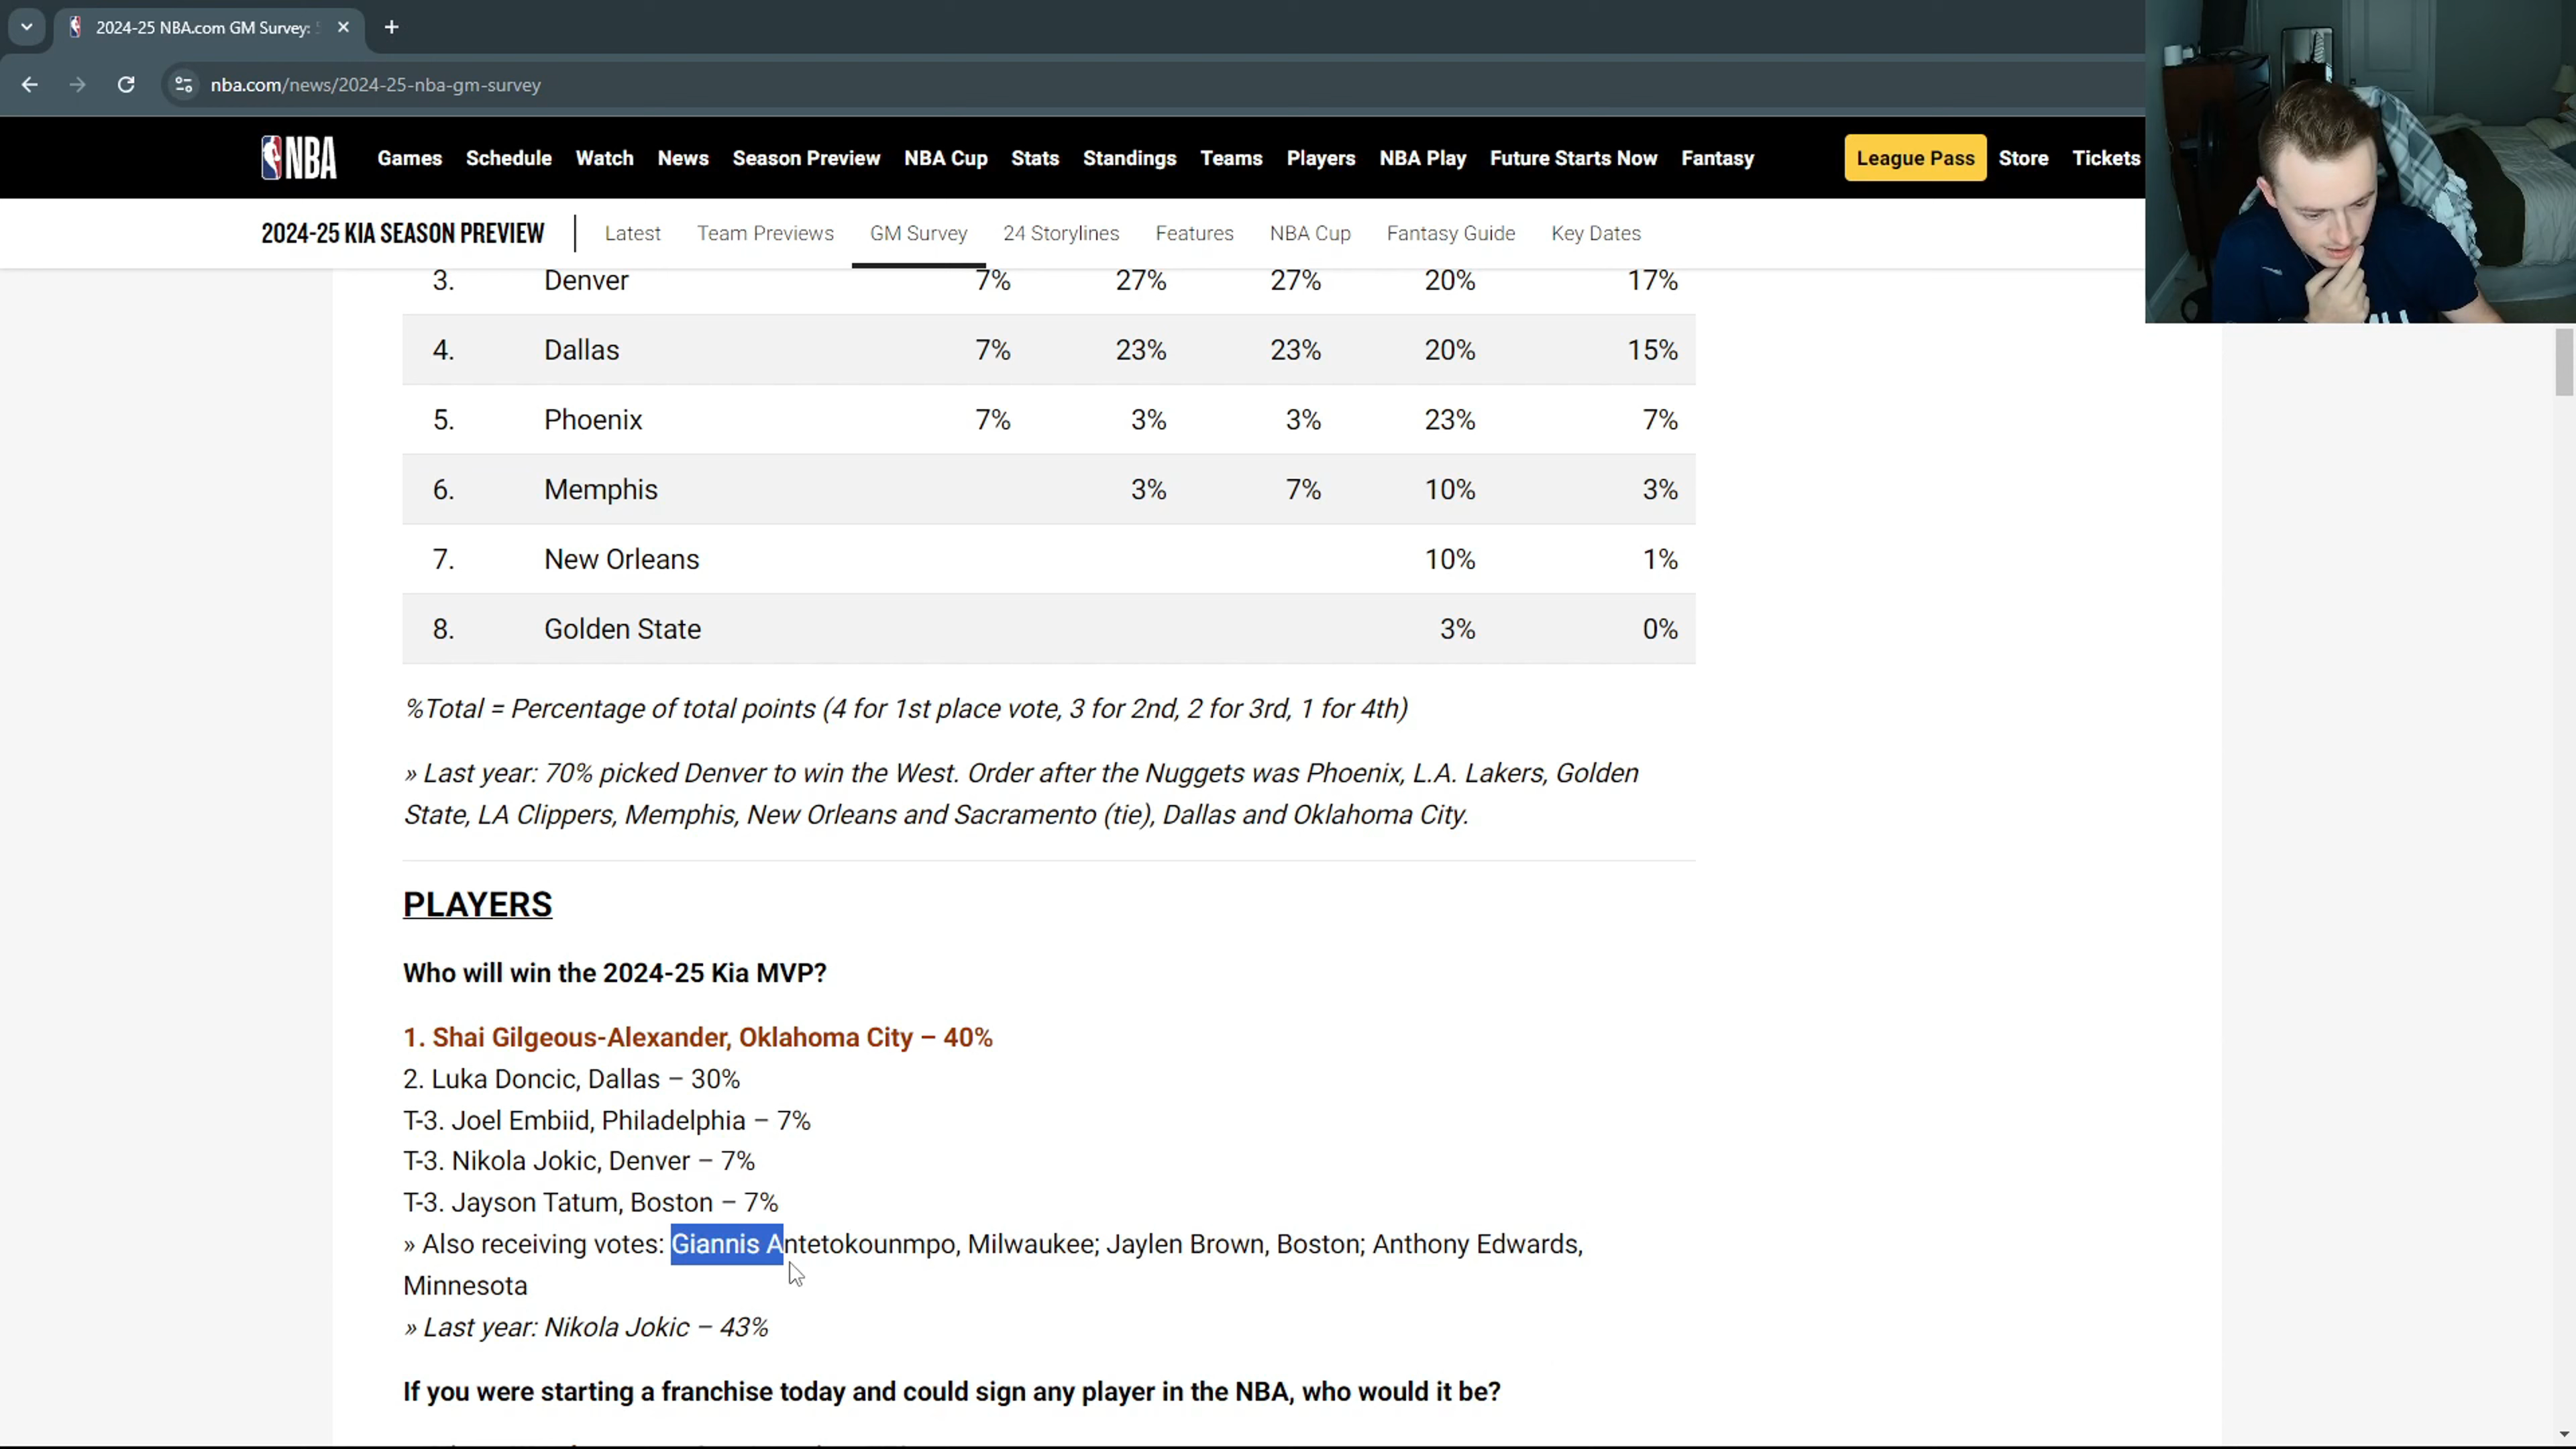 2024-25 NBA.com GM Survey:
nba.com/news/2024-25-nba-gm-survey
NBA Games Schedule Watch News Season Preview NBA Cup Stats Standings Teams Players NBA Play Future Starts Now Fantasy League Pass Store Tickets
2024-25 KIA SEASON PREVIEW Latest Team Previews GM Survey 24 Storylines Features NBA Cup Fantasy Guide Key Dates
3. Denver 7% 27% 27% 20% 17%
4. Dallas 7% 23% 23% 20% 15%
5. Phoenix 7% 3% 3% 23% 7%
6. Memphis 3% 7% 10% 3%
7. New Orleans 10% 1%
8. Golden State 3% 0%
%Total = Percentage of total points (4 for 1st place vote, 3 for 2nd, 2 for 3rd, 1 for 4th)
» Last year: 70% picked Denver to win the West. Order after the Nuggets was Phoenix, L.A. Lakers, Golden
State, LA Clippers, Memphis, New Orleans and Sacramento (tie), Dallas and Oklahoma City.
PLAYERS
Who will win the 2024-25 Kia MVP?
1. Shai Gilgeous-Alexander, Oklahoma City – 40%
2. Luka Doncic, Dallas – 30%
T-3. Joel Embiid, Philadelphia – 7%
T-3. Nikola Jokic, Denver – 7%
T-3. Jayson Tatum, Boston – 7%
» Also receiving votes: Giannis Antetokounmpo, Milwaukee; Jaylen Brown, Boston; Anthony Edwards,
Minnesota
» Last year: Nikola Jokic – 43%
If you were starting a franchise today and could sign any player in the NBA, who would it be?